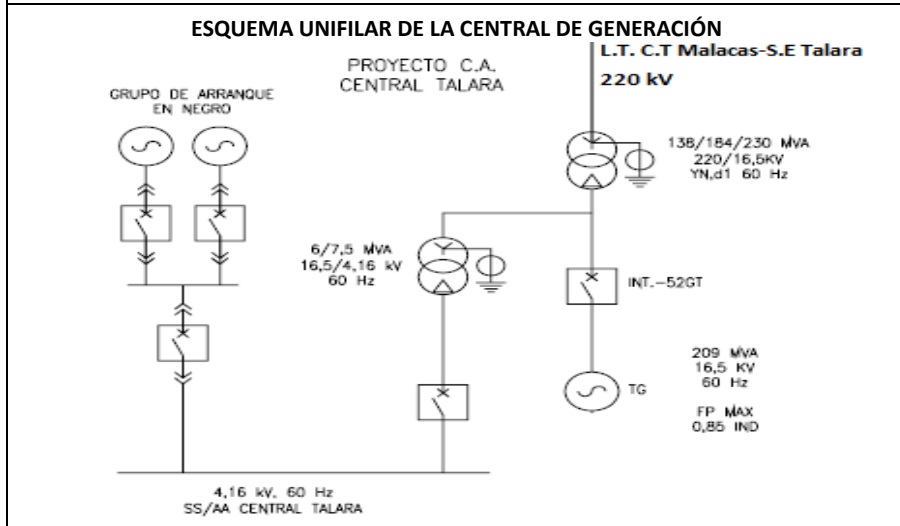 ESQUEMA UNIFILAR DE LA CENTRAL DE GENERACIÓN
L.T. C.T Malacas-S.E Talara
220 kV
PROYECTO C.A.
CENTRAL TALARA
GRUPO DE ARRANQUE
EN NEGRO
138/184/230 MVA
220/16,5KV
YN,d1 60 Hz
6/7,5 MVA
16,5/4,16 kV
60 Hz
INT.-52GT
209 MVA
16,5 KV
60 Hz
TG
FP MAX
0,85 IND
4,16 kV, 60 Hz
SS/AA CENTRAL TALARA